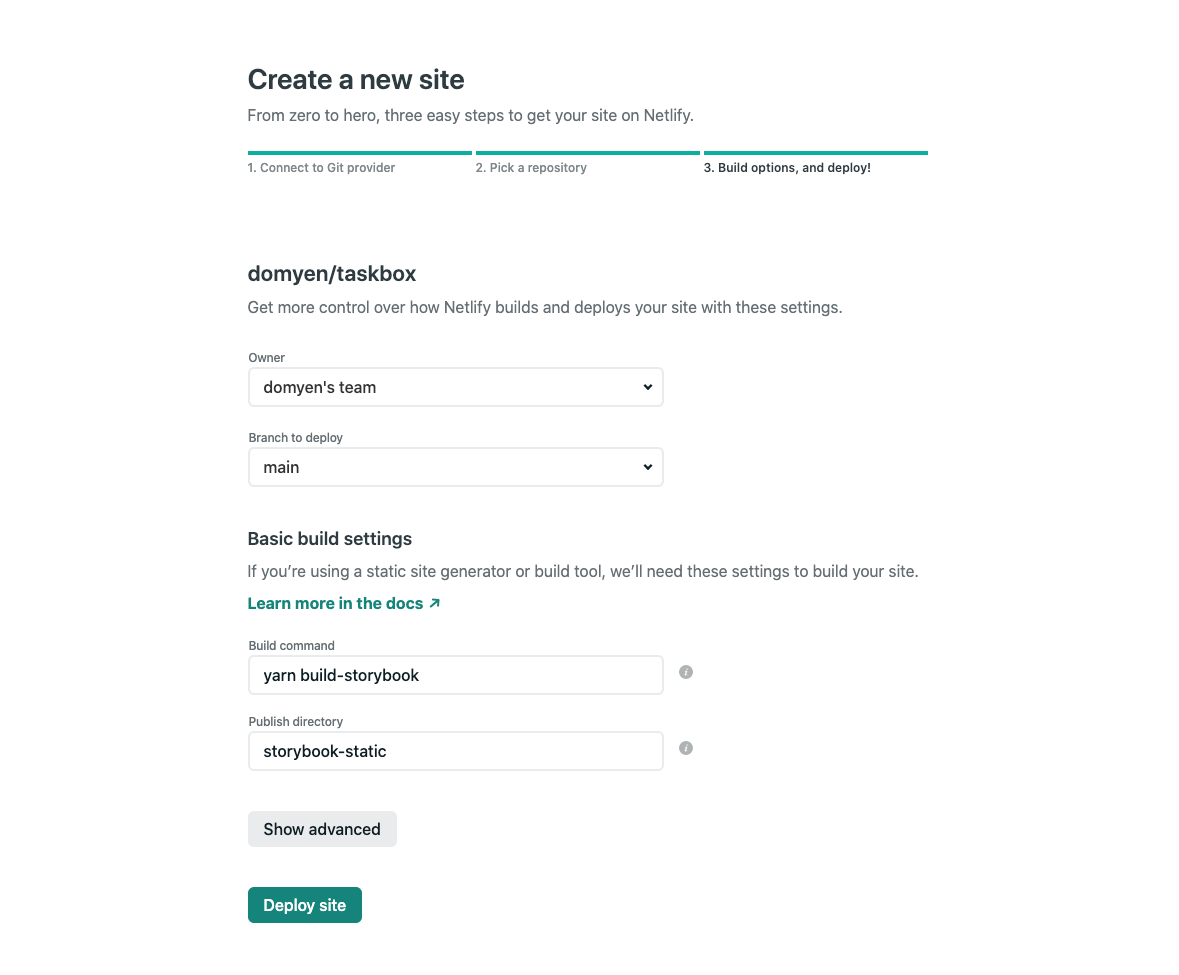 Create a new site
From zero to hero, three easy steps to get your site on Netlify.
1. Connect to Git provider
2. Pick a repository
3. Build options, and deploy!
domyen/taskbox
Get more control over how Netlify builds and deploys your site with these settings.
Owner
domyen's team
Branch to deploy
main
Basic build settings
If you’re using a static site generator or build tool, we’ll need these settings to build your site.
Learn more in the docs ↗
Build command
yarn build-storybook
i
Publish directory
storybook-static
i
Show advanced
Deploy site